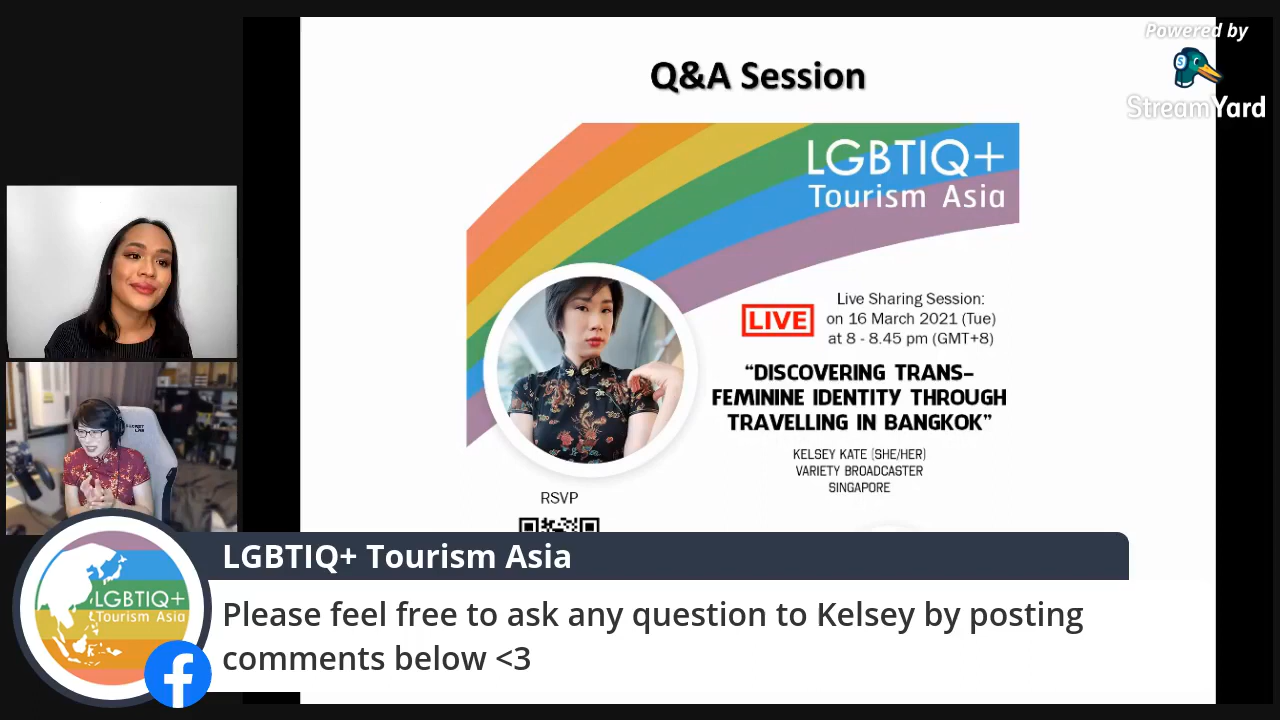 Powered by
StreamYard
Q&A Session
LGBTIQ+
Tourism Asia
LIVE
Live Sharing Session:
on 16 March 2021 (Tue)
at 8 - 8.45 pm (GMT+8)
“DISCOVERING TRANS-
FEMININE IDENTITY THROUGH
TRAVELLING IN BANGKOK”
KELSEY KATE (SHE/HER)
VARIETY BROADCASTER
SINGAPORE
RSVP
LGBTIQ+
Tourism Asia
LGBTIQ+ Tourism Asia
Please feel free to ask any question to Kelsey by posting
comments below <3